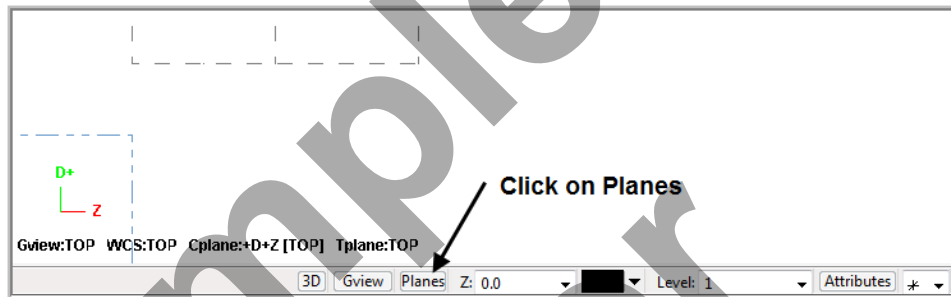 D+
Z
Click on Planes
Gview:TOP WCS:TOP Cplane:+D+Z [TOP] Tplane:TOP
3D Gview Planes Z: 0.0 Level: 1 Attributes *